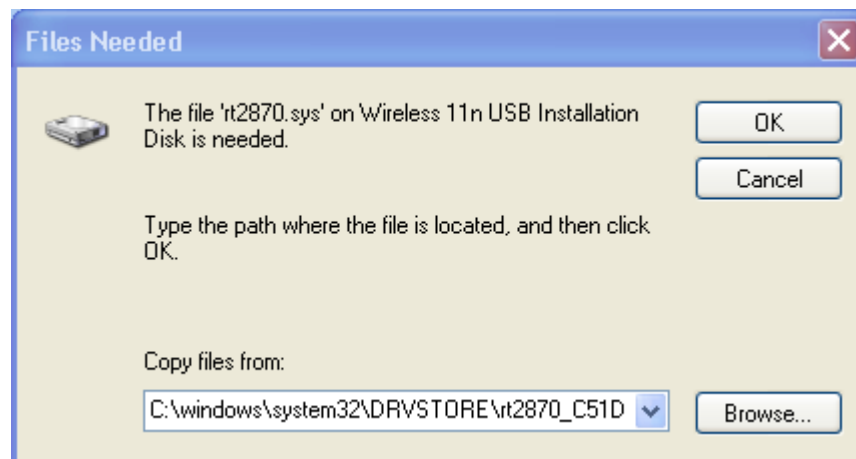 Files Needed
The file 'rt2870.sys' on Wireless 11n USB Installation
Disk is needed.
OK
Cancel
Type the path where the file is located, and then click
OK.
Copy files from:
C:\windows\system32\DRVSTORE\rt2870_C51D
Browse...